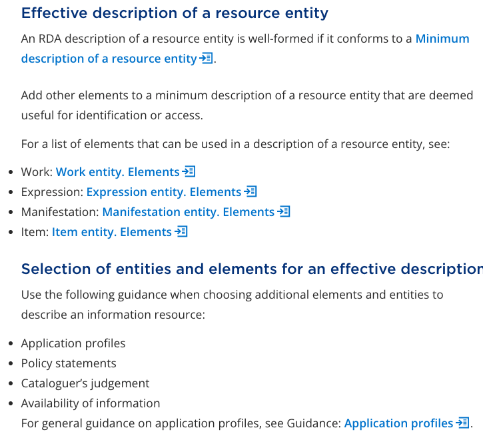 Effective description of a resource entity
An RDA description of a resource entity is well-formed if it conforms to a Minimum
description of a resource entity.
Add other elements to a minimum description of a resource entity that are deemed
useful for identification or access.
For a list of elements that can be used in a description of a resource entity, see:
• Work: Work entity. Elements
• Expression: Expression entity. Elements
• Manifestation: Manifestation entity. Elements
• Item: Item entity. Elements
Selection of entities and elements for an effective description
Use the following guidance when choosing additional elements and entities to
describe an information resource:
• Application profiles
• Policy statements
• Cataloguer's judgement
• Availability of information
For general guidance on application profiles, see Guidance: Application profiles.